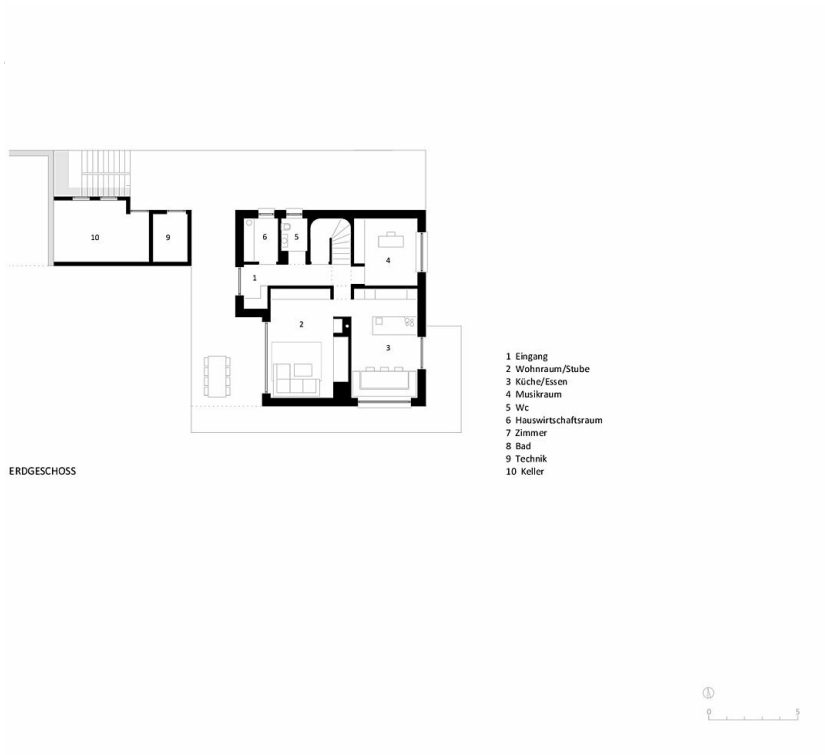 10
9
6
5
4
1
2
3
1 Eingang
2 Wohnraum/Stube
3 Küche/Essen
4 Musikraum
5 Wc
6 Hauswirtschaftsraum
7 Zimmer
8 Bad
9 Technik
10 Keller
ERDGESCHOSS
0 5